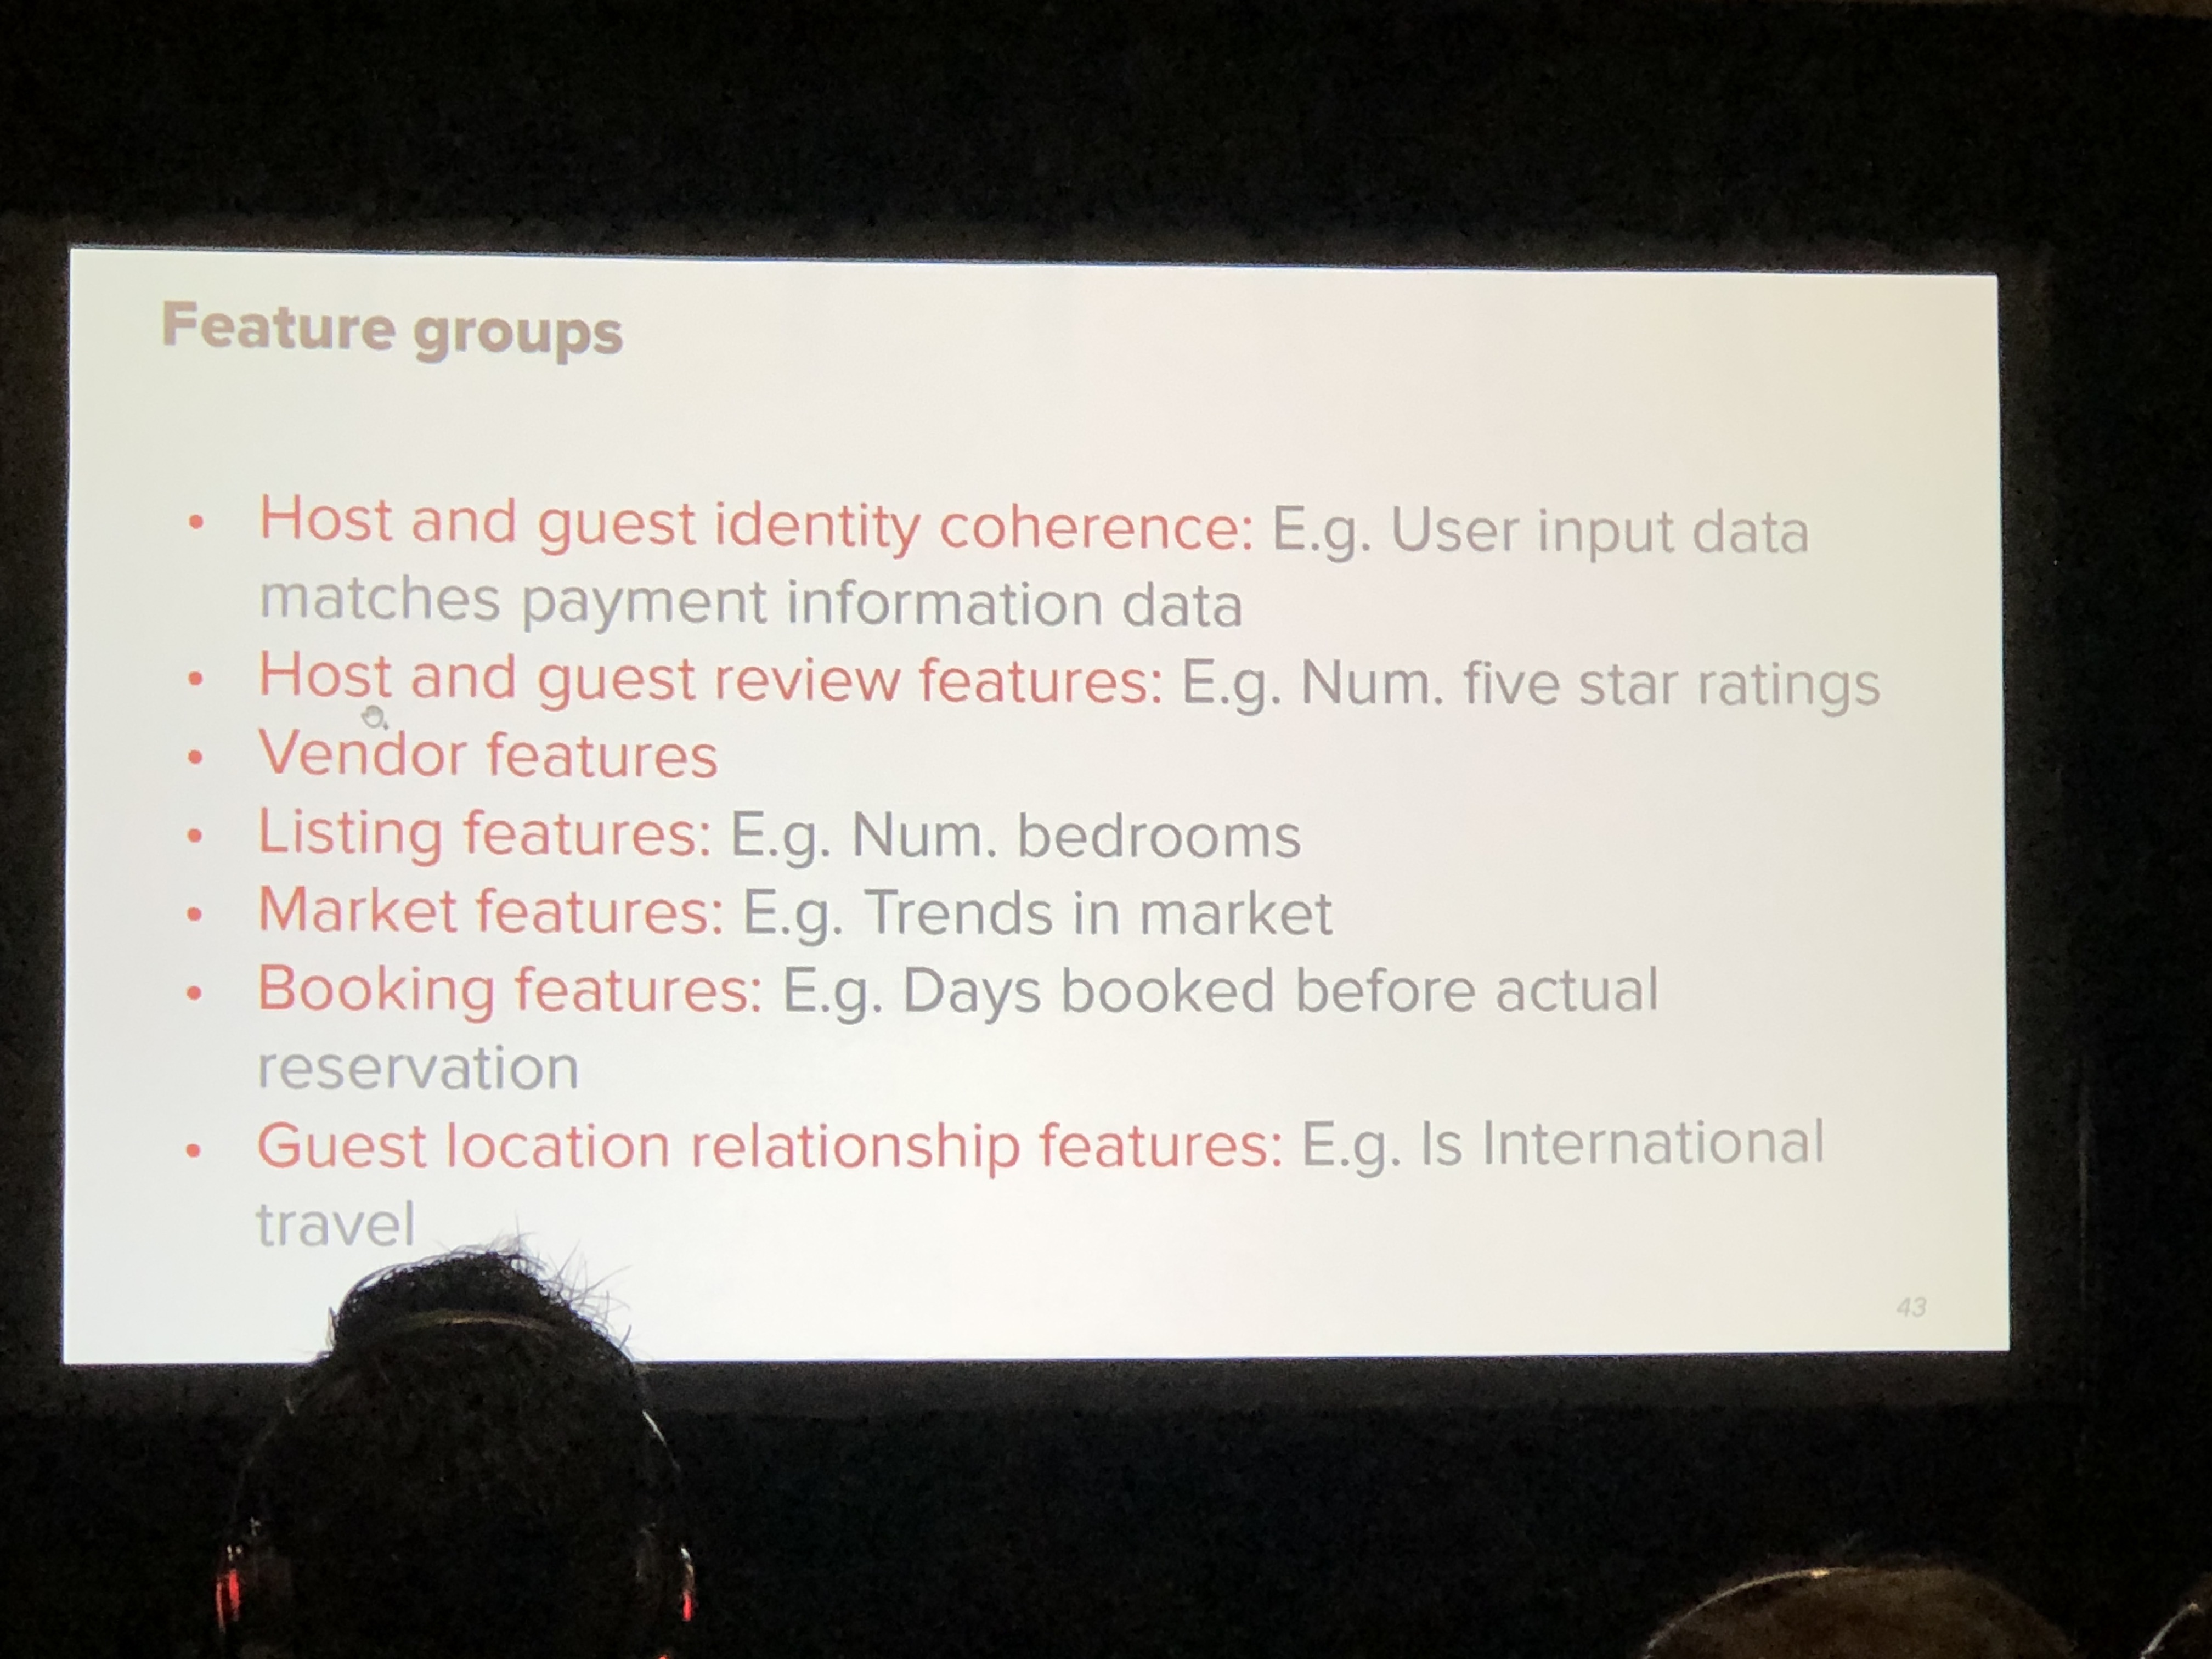 Feature groups
• Host and guest identity coherence: E.g. User input data
matches payment information data
• Host and guest review features: E.g. Num. five star ratings
• Vendor features
• Listing features: E.g. Num. bedrooms
• Market features: E.g. Trends in market
• Booking features: E.g. Days booked before actual
reservation
• Guest location relationship features: E.g. Is International
travel
43